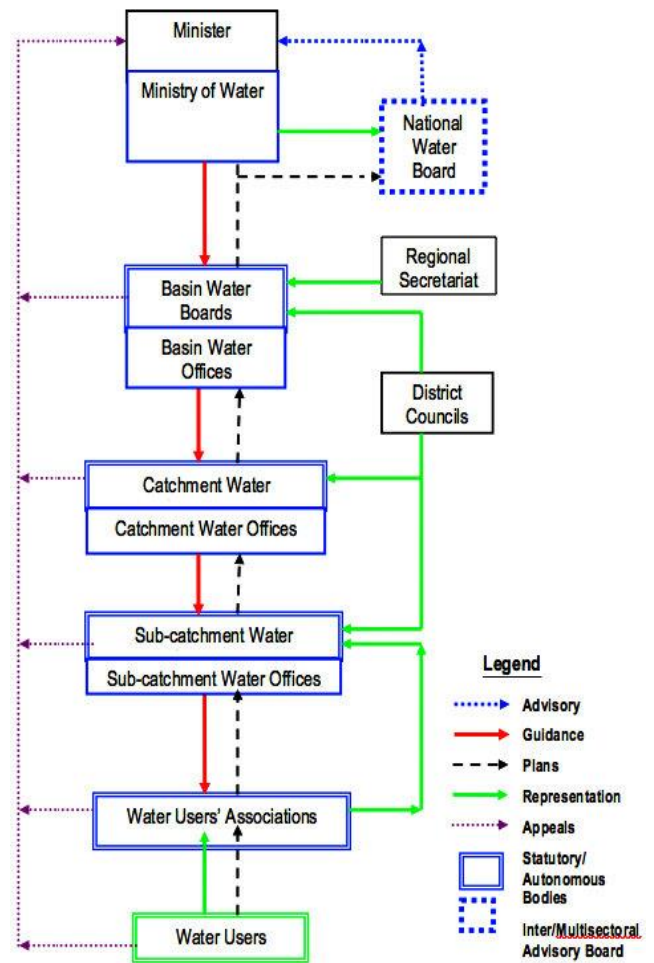 Minister
Ministry of Water
National
Water
Board
Regional
Secretariat
Basin Water
Boards
Basin Water
Offices
District
Councils
Catchment Water
Catchment Water Offices
Sub-catchment Water
Sub-catchment Water Offices
Water Users' Associations
Water Users
Legend
Advisory
Guidance
Plans
Representation
Appeals
Statutory/
Autonomous
Bodies
Inter/Multisectoral
Advisory Board